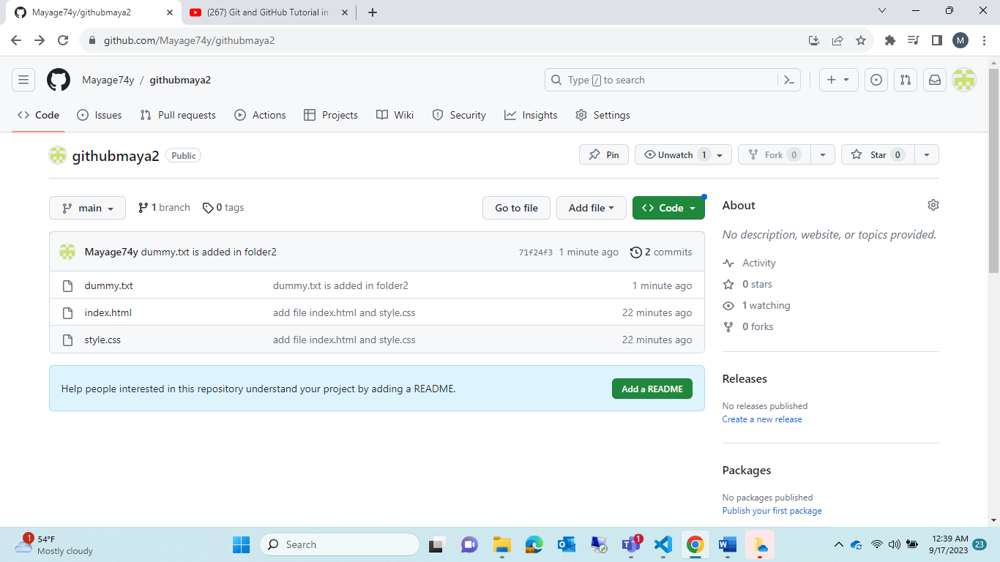 Mayage74y/githubmaya2
(267) Git and GitHub Tutorial in
github.com/Mayage74y/githubmaya2
M
Mayage74y / githubmaya2
Type / to search
Code Issues Pull requests Actions Projects Wiki Security Insights Settings
githubmaya2 Public
Pin Unwatch 1 Fork 0 Star 0
main 1 branch 0 tags
Go to file Add file Code
Mayage74y dummy.txt is added in folder2 71f24f3 1 minute ago 2 commits
dummy.txt dummy.txt is added in folder2 1 minute ago
index.html add file index.html and style.css 22 minutes ago
style.css add file index.html and style.css 22 minutes ago
Help people interested in this repository understand your project by adding a README. Add a README
About
No description, website, or topics provided.
Activity
0 stars
1 watching
0 forks
Releases
No releases published
Create a new release
Packages
No packages published
Publish your first package
1
54°F
Mostly cloudy
Search
1
12:39 AM
9/17/2023
23